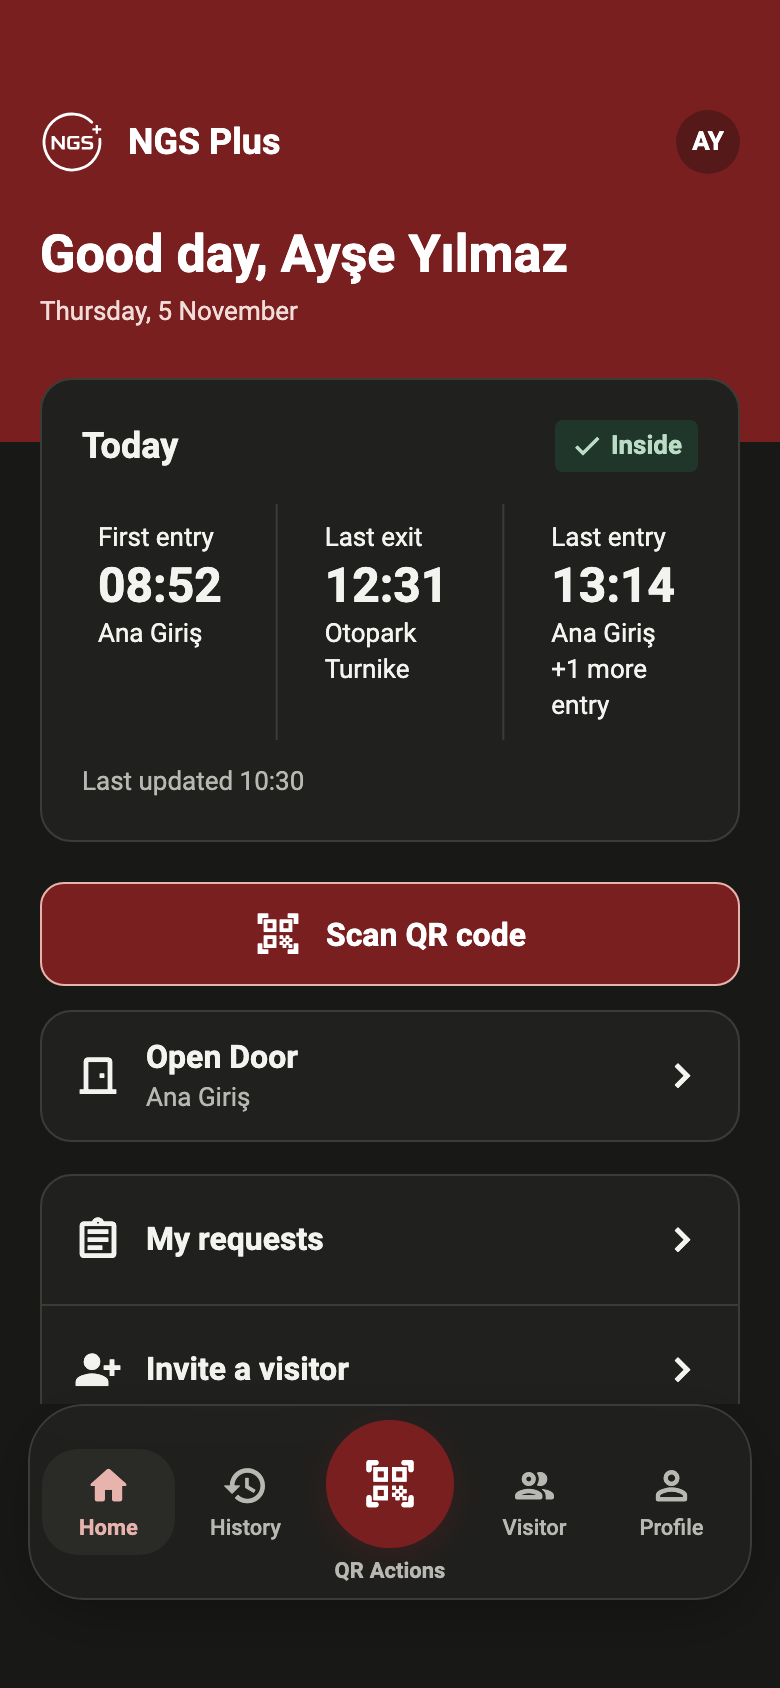 NGS+
NGS Plus
AY
Good day, Ayşe Yılmaz
Thursday, 5 November
Today
Inside
First entry
08:52
Ana Giriş
Last exit
12:31
Otopark
Turnike
Last entry
13:14
Ana Giriş
+1 more
entry
Last updated 10:30
Scan QR code
Open Door
Ana Giriş
My requests
Invite a visitor
Home
History
QR Actions
Visitor
Profile